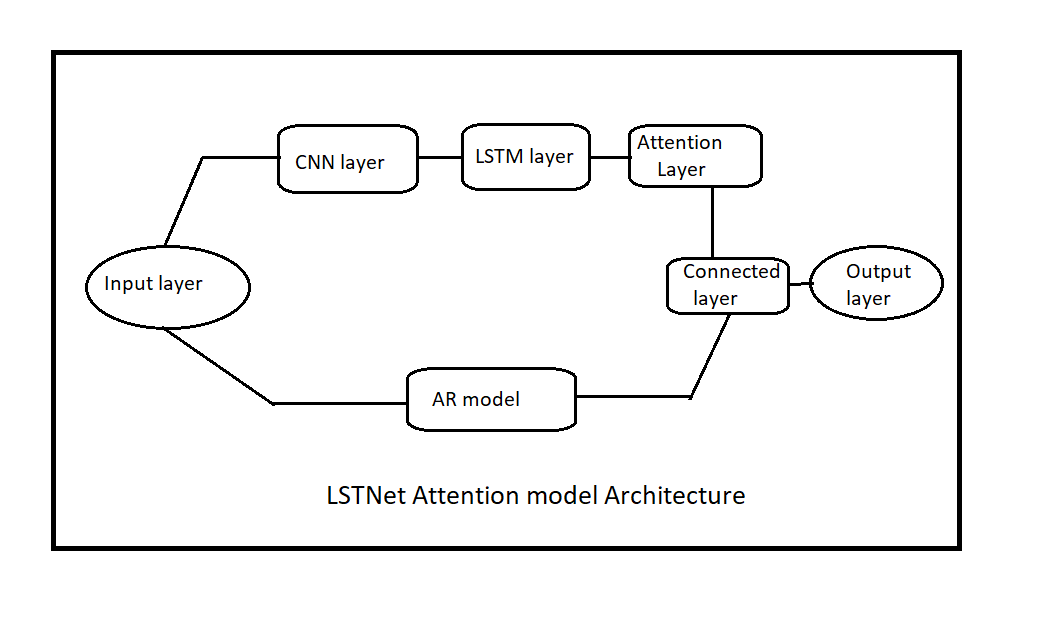 CNN layer
LSTM layer
Attention
Layer
Input layer
Connected
layer
Output
layer
AR model
LSTNet Attention model Architecture